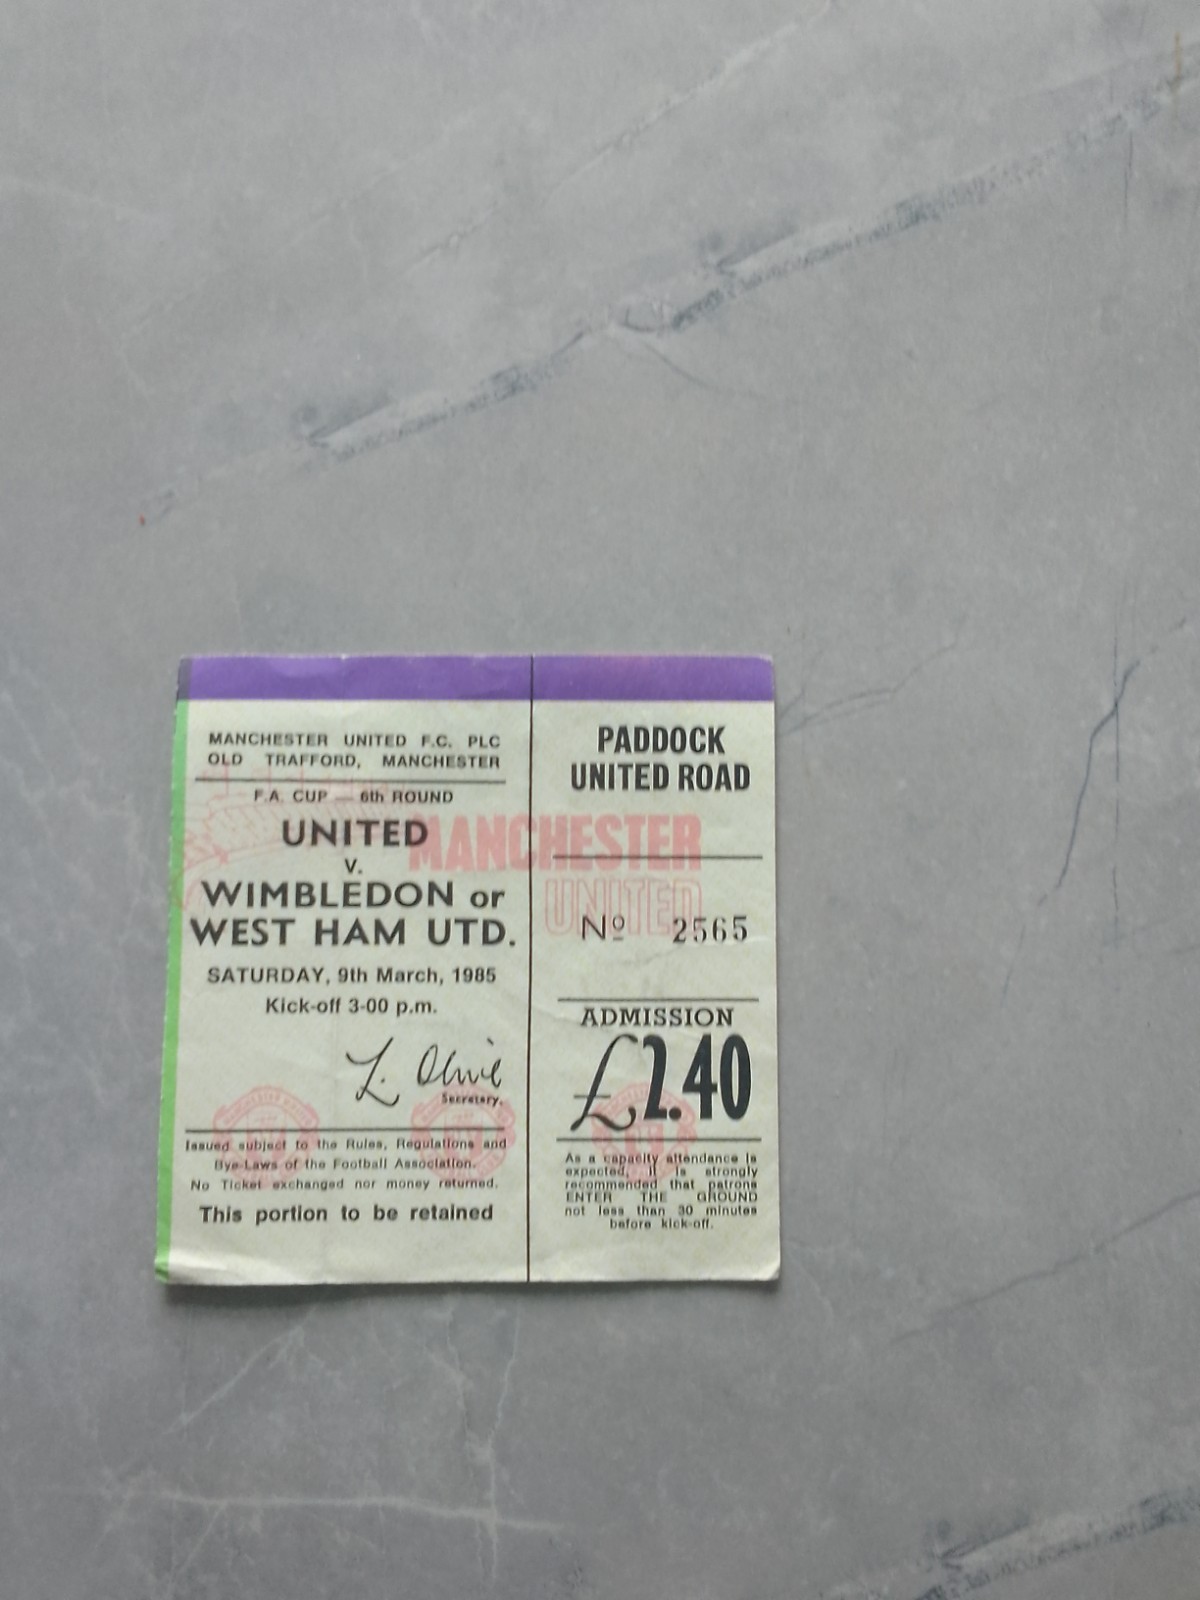 MANCHESTER UNITED F.C. PLC
OLD TRAFFORD, MANCHESTER
F.A. CUP — 6th ROUND
UNITED
v.
WIMBLEDON or
WEST HAM UTD.
SATURDAY, 9th March, 1985
Kick-off 3-00 p.m.
L. Olive
Secretary.
Issued subject to the Rules, Regulations and
Bye-Laws of the Football Association.
No Ticket exchanged nor money returned.
This portion to be retained
PADDOCK
UNITED ROAD
MANCHESTER
UNITED
Nº 2565
ADMISSION
£2.40
As a capacity attendance is
expected, it is strongly
recommended that patrons
ENTER THE GROUND
not less than 30 minutes
before kick-off.